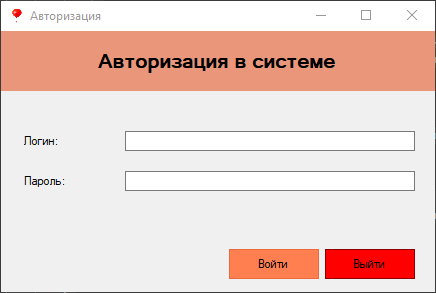 Авторизация
Авторизация в системе
Логин:
Пароль:
Войти
Выйти